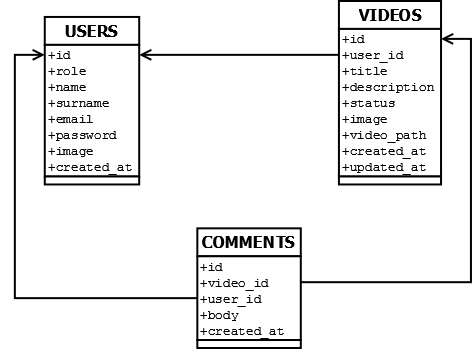 USERS
+id
+role
+name
+surname
+email
+password
+image
+created_at
VIDEOS
+id
+user_id
+title
+description
+status
+image
+video_path
+created_at
+updated_at
COMMENTS
+id
+video_id
+user_id
+body
+created_at